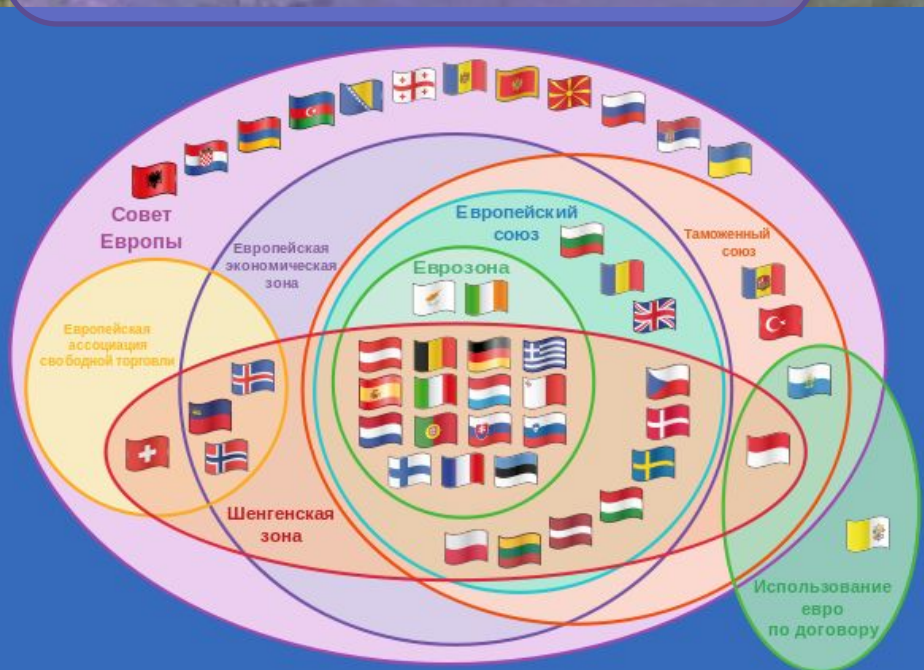 Совет
Европы
Европейская
экономическая
зона
Европейский
союз
Таможенный
союз
Еврозона
Европейская
ассоциация
свободной торговли
Шенгенская
зона
Использование
евро
по договору